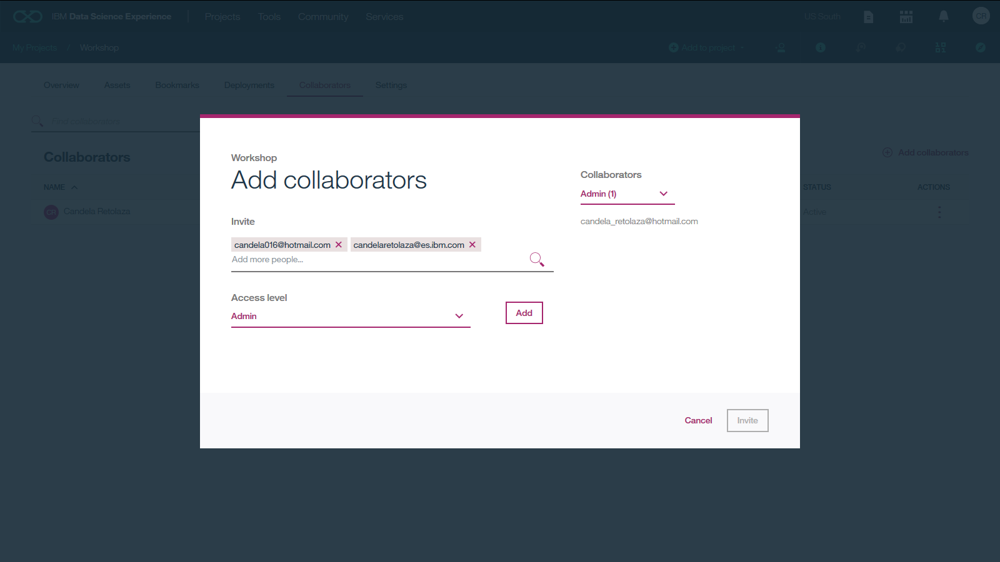 IBM Data Science Experience
Projects
Tools
Community
Services
US South
CR
My Projects / Workshop
Add to project
Overview
Assets
Bookmarks
Deployments
Collaborators
Settings
Find collaborators
Collaborators
Add collaborators
NAME
STATUS
ACTIONS
CR Candela Retolaza
Active
Workshop
Add collaborators
Invite
candela016@hotmail.com
candelaretolaza@es.ibm.com
Add more people...
Access level
Admin
Add
Collaborators
Admin (1)
candela_retolaza@hotmail.com
Cancel
Invite